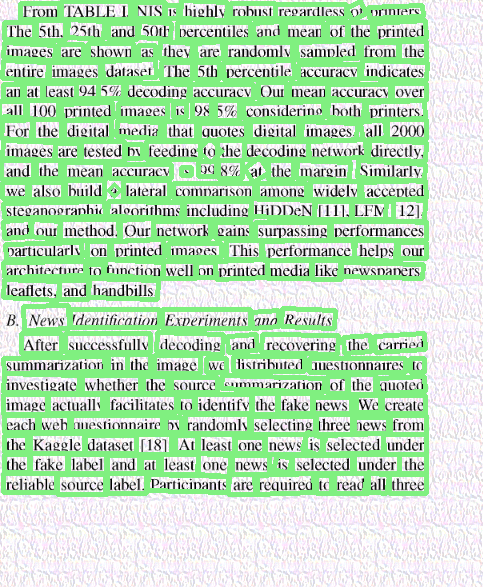 From TABLE I, NIS is highly robust regardless of printers.
The 5th, 25th and 50th percentiles and mean of the printed
images are shown as they are randomly sampled from the
entire images dataset. The 5th percentile accuracy indicates
an at least 94.5% decoding accuracy. Our mean accuracy over
all 100 printed images is 98.5% considering both printers.
For the digital media that quotes digital images, all 2000
images are tested by feeding to the decoding network directly,
and the mean accuracy is 99.8% at the margin. Similarly,
we also build a lateral comparison among widely accepted
steganographic algorithms including HiDDeN [11], LFM [12],
and our method. Our network gains surpassing performances
particularly on printed images. This performance helps our
architecture to function well on printed media like newspapers,
leaflets, and handbills.
B. News Identification Experiments and Results
After successfully decoding and recovering the carried
summarization in the image, we distributed questionnaires to
investigate whether the source summarization of the quoted
image actually facilitates to identify the fake news. We create
each web questionnaire by randomly selecting three news from
the Kaggle dataset [18]. At least one news is selected under
the fake label and at least one news is selected under the
reliable source label. Participants are required to read all three